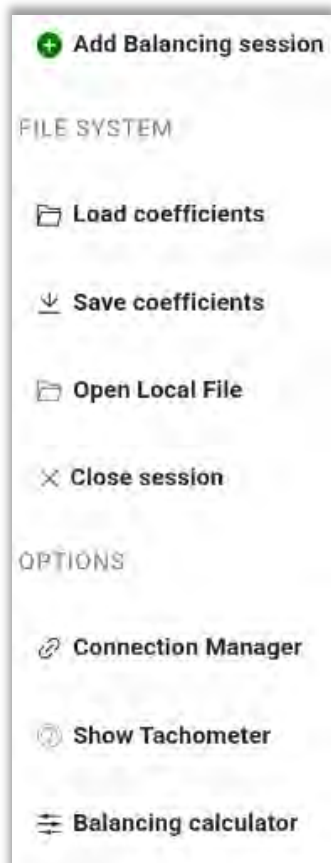 Add Balancing session
FILE SYSTEM
Load coefficients
Save coefficients
Open Local File
Close session
OPTIONS
Connection Manager
Show Tachometer
Balancing calculator